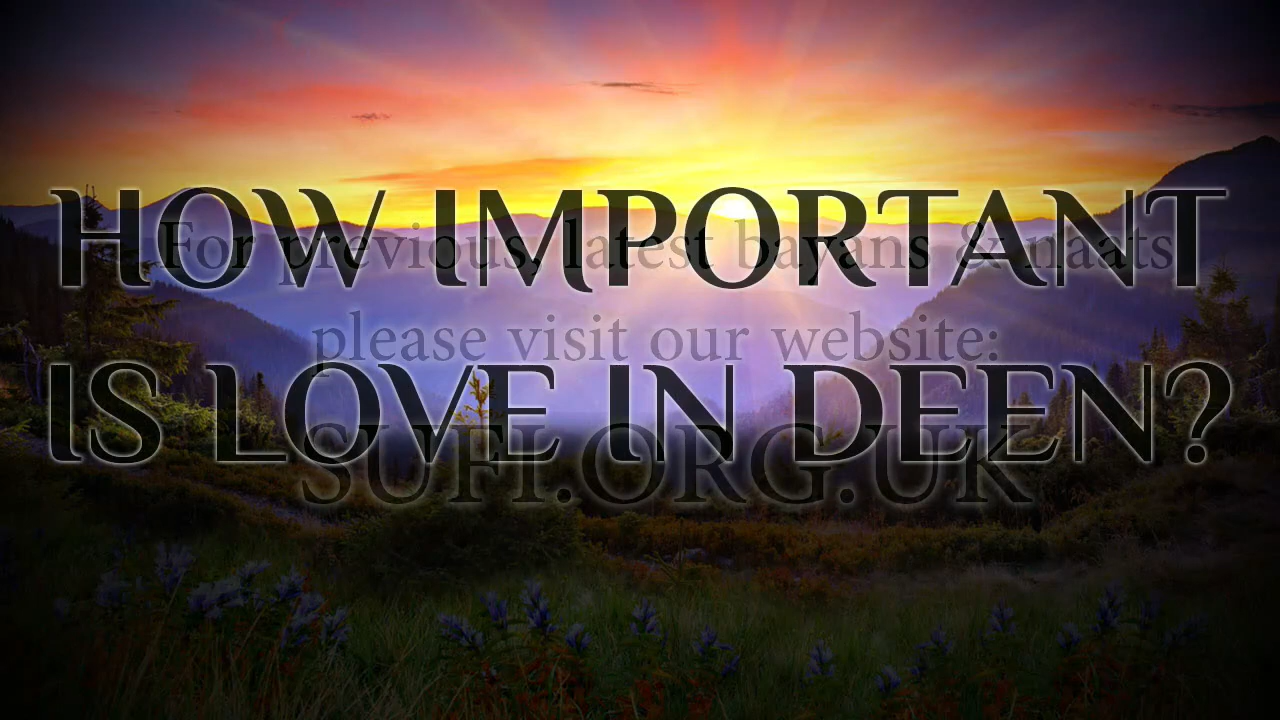 HOW IMPORTANT
For previous, latest bayans & naats
please visit our website:
IS LOVE IN DEEN?
SUFI.ORG.UK